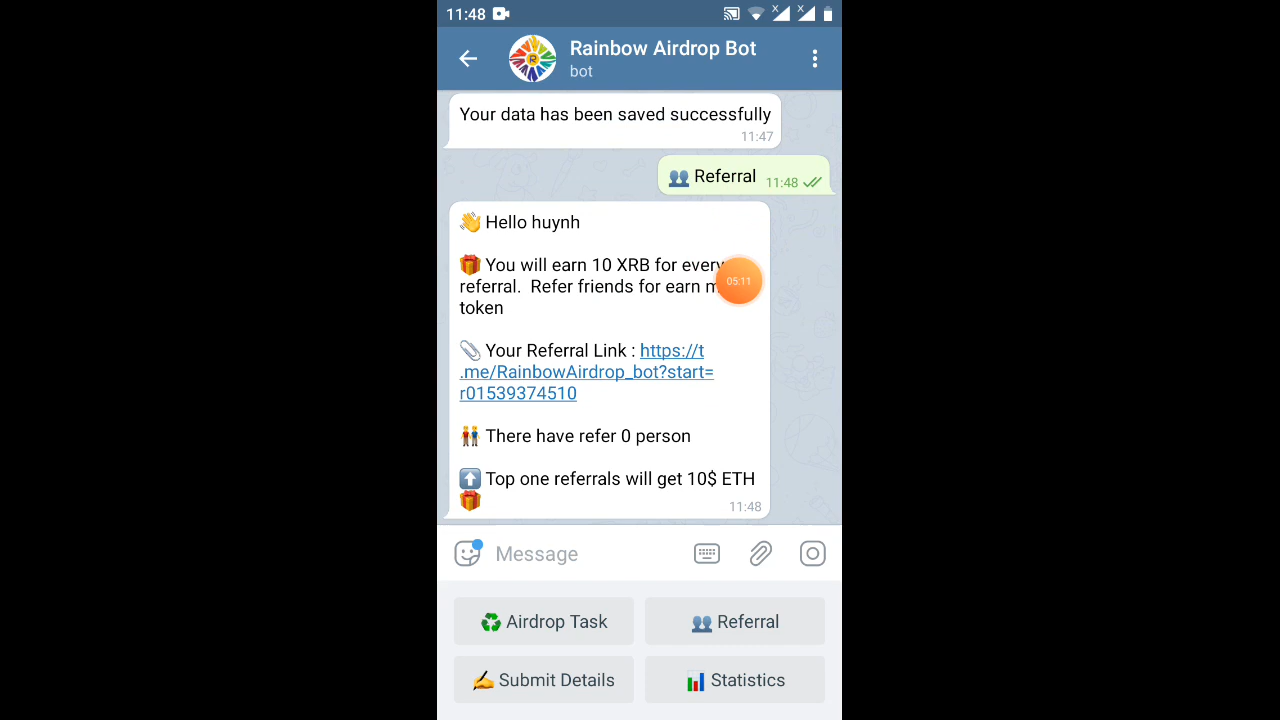 11:48
Rainbow Airdrop Bot
bot
Your data has been saved successfully
11:47
👥 Referral 11:48
👋 Hello huynh
🎁 You will earn 10 XRB for every
referral. Refer friends for earn
05:11
token
📎 Your Referral Link : https://t
.me/RainbowAirdrop_bot?start=
r01539374510
👬 There have refer 0 person
⬆️ Top one referrals will get 10$ ETH
🎁
11:48
Message
♻️ Airdrop Task
👥 Referral
✍️ Submit Details
📊 Statistics